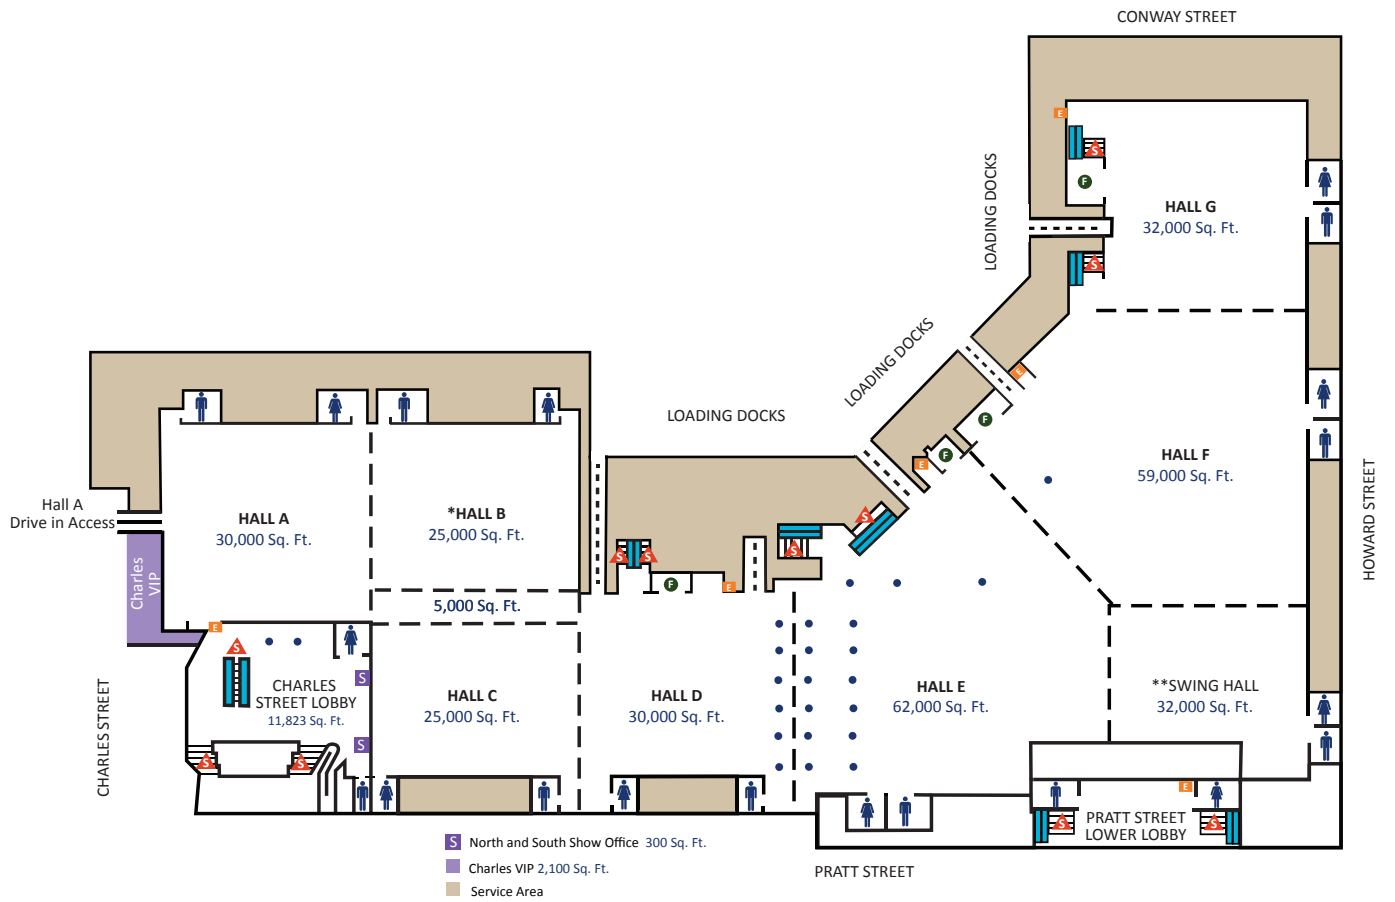 CONWAY STREET
E
S
F
LOADING DOCKS
HALL G
32,000 Sq. Ft.
S
LOADING DOCKS
E
LOADING DOCKS
F
F
E
HALL F
59,000 Sq. Ft.
HOWARD STREET
Hall A
Drive in Access
HALL A
30,000 Sq. Ft.
*HALL B
25,000 Sq. Ft.
S
S
S
S
F
E
Charles
VIP
5,000 Sq. Ft.
E
S
CHARLES
STREET LOBBY
11,823 Sq. Ft.
S
S
S
S
CHARLES STREET
HALL C
25,000 Sq. Ft.
HALL D
30,000 Sq. Ft.
HALL E
62,000 Sq. Ft.
**SWING HALL
32,000 Sq. Ft.
E
S
S
PRATT STREET
LOWER LOBBY
PRATT STREET
S North and South Show Office 300 Sq. Ft.
Charles VIP 2,100 Sq. Ft.
Service Area